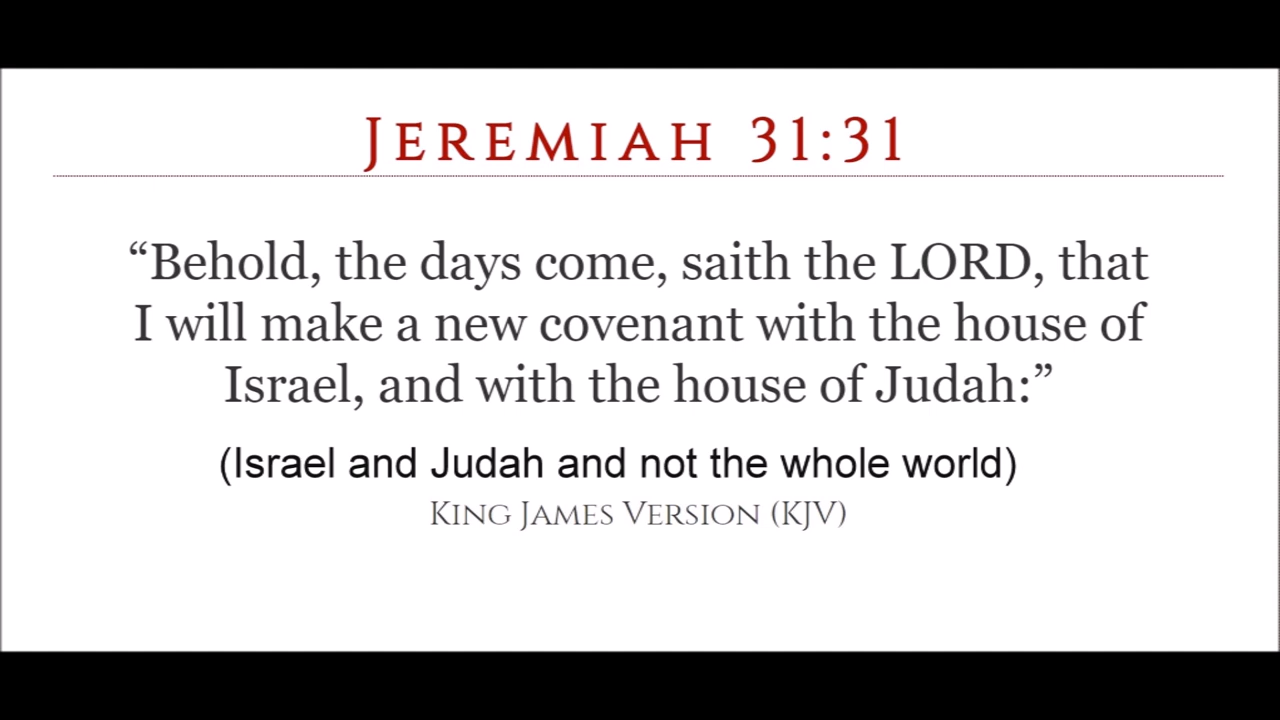 JEREMIAH 31:31
“Behold, the days come, saith the LORD, that
I will make a new covenant with the house of
Israel, and with the house of Judah:”
(Israel and Judah and not the whole world)
KING JAMES VERSION (KJV)